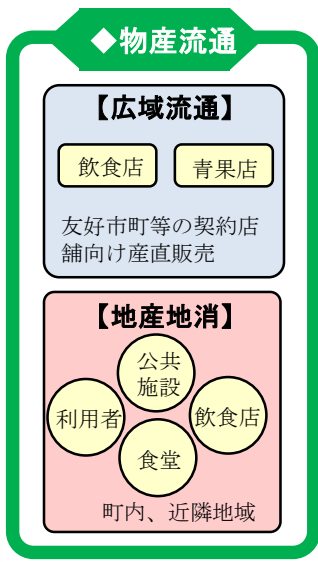 ◆物産流通
【広域流通】
飲食店
青果店
友好市町等の契約店
舗向け産直販売
【地産地消】
公共
施設
利用者
飲食店
食堂
町内、近隣地域